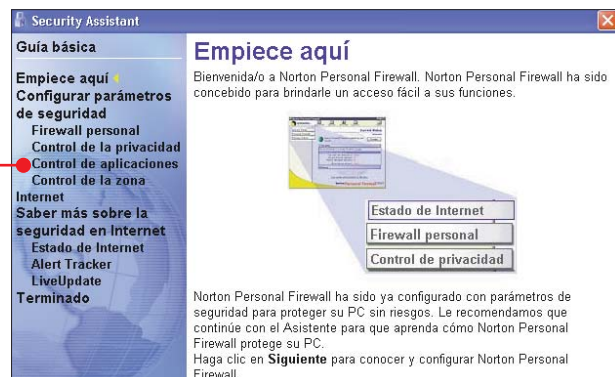 Security Assistant
Guía básica
Empiece aquí
Configurar parámetros
de seguridad
Firewall personal
Control de la privacidad
Control de aplicaciones
Control de la zona
Internet
Saber más sobre la
seguridad en Internet
Estado de Internet
Alert Tracker
LiveUpdate
Terminado
Empiece aquí
Bienvenida/o a Norton Personal Firewall. Norton Personal Firewall ha sido
concebido para brindarle un acceso fácil a sus funciones.
Estado de Internet
Firewall personal
Control de privacidad
Norton Personal Firewall ha sido ya configurado con parámetros de
seguridad para proteger su PC sin riesgos. Le recomendamos que
continúe con el Asistente para que aprenda cómo Norton Personal
Firewall protege su PC.
Haga clic en Siguiente para conocer y configurar Norton Personal
Firewall